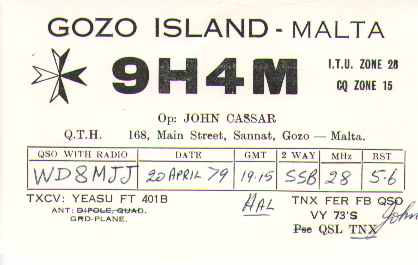 GOZO ISLAND - MALTA
9H4M
I.T.U. ZONE 28
CQ ZONE 15
Op: JOHN CASSAR
Q.T.H. 168, Main Street, Sannat, Gozo — Malta.
QSO WITH RADIO DATE GMT 2 WAY MHz RST
WD8MJJ 20 APRIL 79 19.15 SSB 28 5-6
TXCV: YEASU FT 401B HAL TNX FER FB QSO
ANT: DIPOLE, QUAD. VY 73'S John
GRD-PLANE. Pse QSL TNX